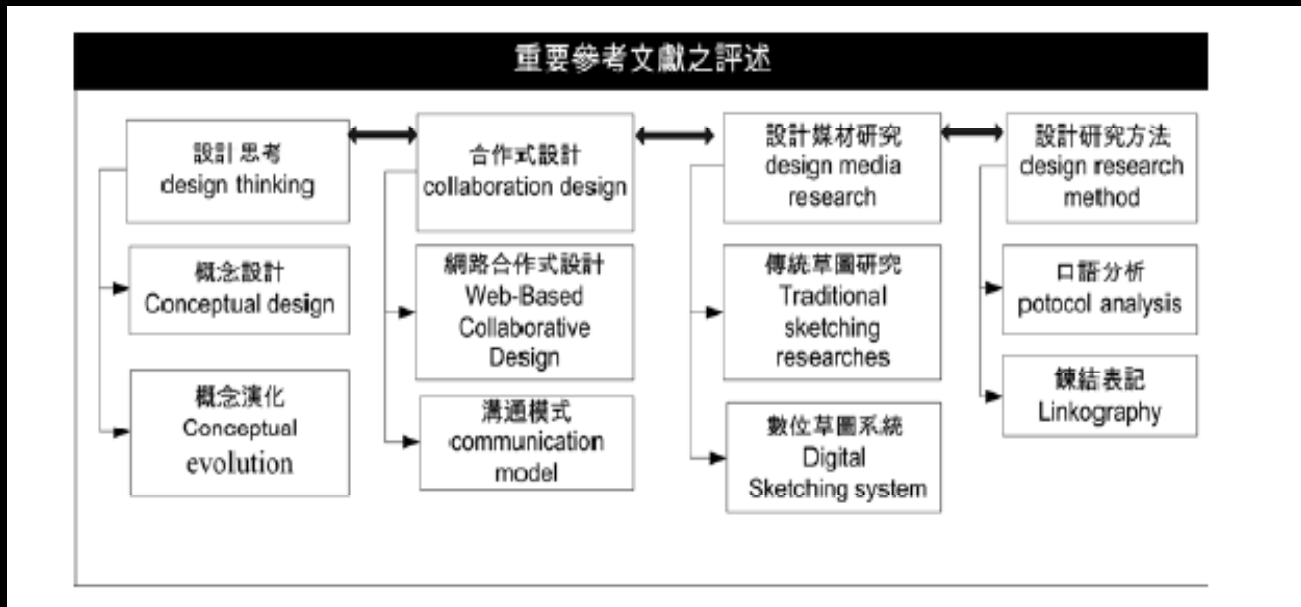 重要參考文獻之評述
設計思考
design thinking
概念設計
Conceptual design
概念演化
Conceptual
evolution
合作式設計
collaboration design
網路合作式設計
Web-Based
Collaborative
Design
溝通模式
communication
model
設計媒材研究
design media
research
傳統草圖研究
Traditional
sketching
researches
數位草圖系統
Digital
Sketching system
設計研究方法
design research
method
口語分析
potocol analysis
鍊結表記
Linkography